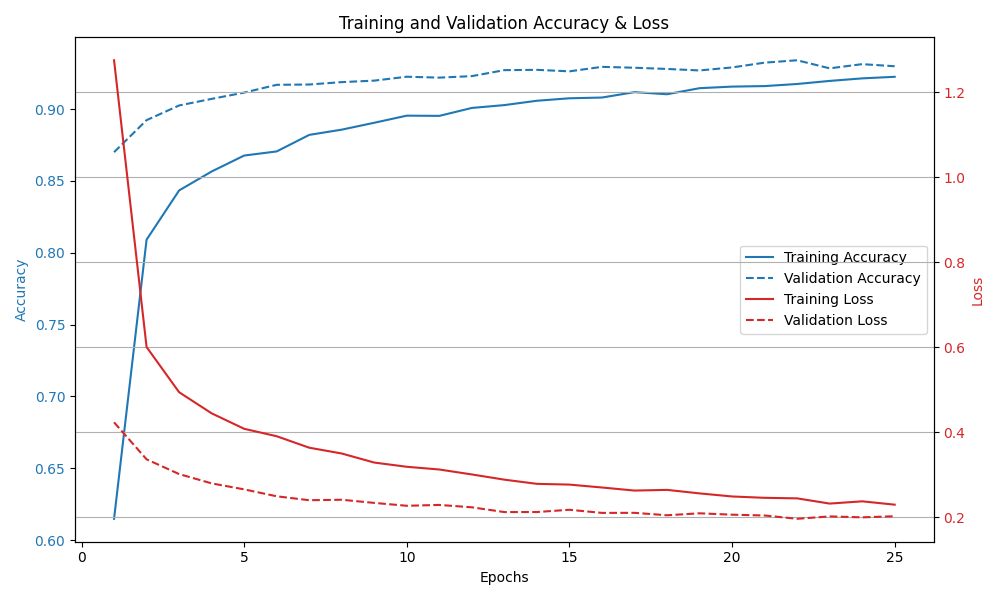 Training and Validation Accuracy & Loss
Accuracy
0.90
0.85
0.80
0.75
0.70
0.65
0.60
1.2
1.0
0.8
0.6
0.4
0.2
Loss
Training Accuracy
Validation Accuracy
Training Loss
Validation Loss
0 5 10 15 20 25
Epochs